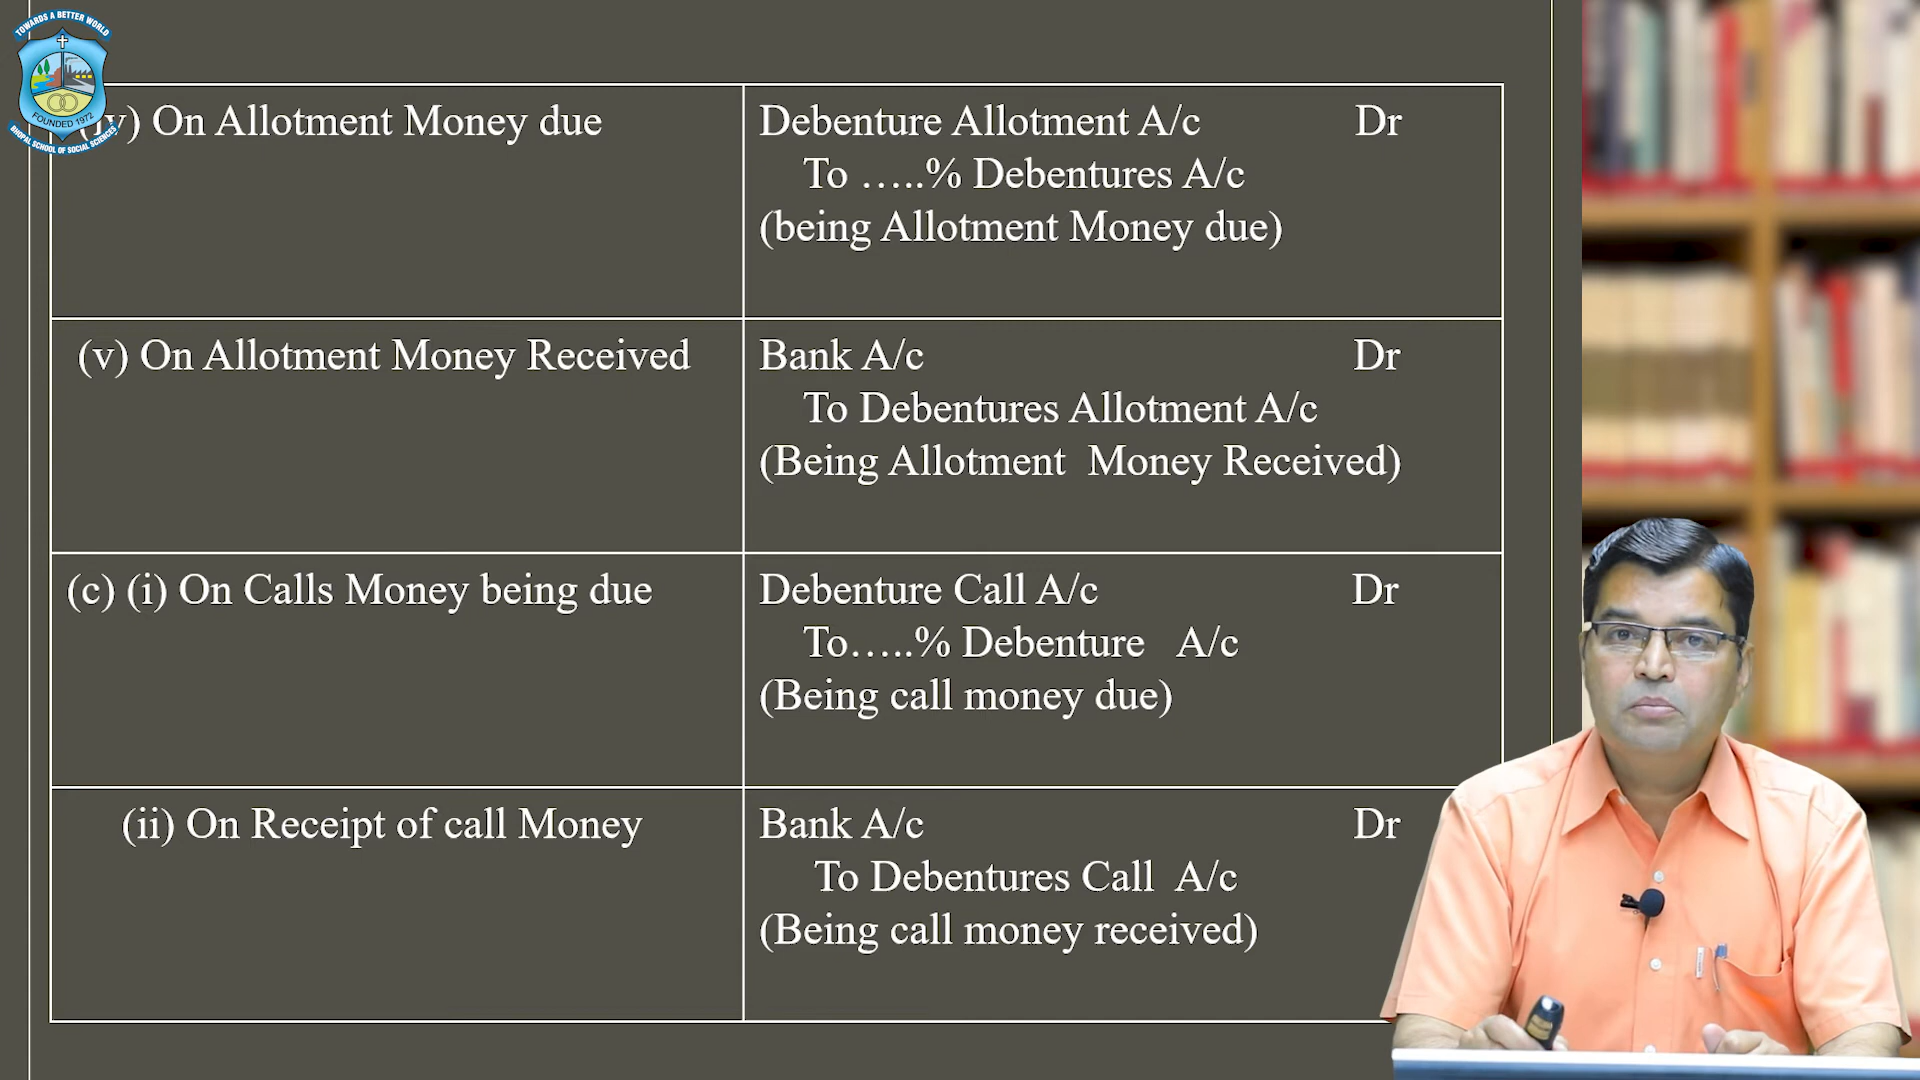 TOWARDS A BETTER WORLD
FOUNDED 1972
BHOPAL SCHOOL OF SOCIAL SCIENCES
(iv) On Allotment Money due
Debenture Allotment A/c Dr
To …..% Debentures A/c
(being Allotment Money due)
(v) On Allotment Money Received
Bank A/c Dr
To Debentures Allotment A/c
(Being Allotment Money Received)
(c) (i) On Calls Money being due
Debenture Call A/c Dr
To…..% Debenture A/c
(Being call money due)
(ii) On Receipt of call Money
Bank A/c Dr
To Debentures Call A/c
(Being call money received)